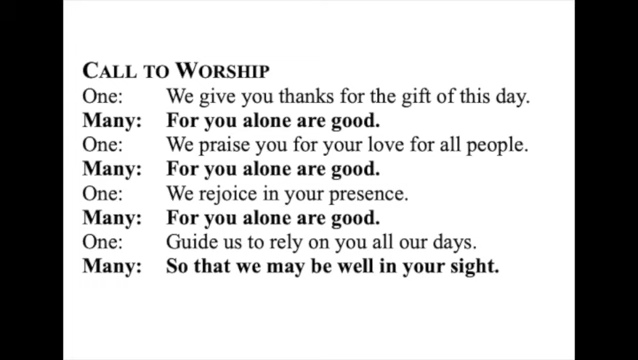 CALL TO WORSHIP
One: We give you thanks for the gift of this day.
Many: For you alone are good.
One: We praise you for your love for all people.
Many: For you alone are good.
One: We rejoice in your presence.
Many: For you alone are good.
One: Guide us to rely on you all our days.
Many: So that we may be well in your sight.